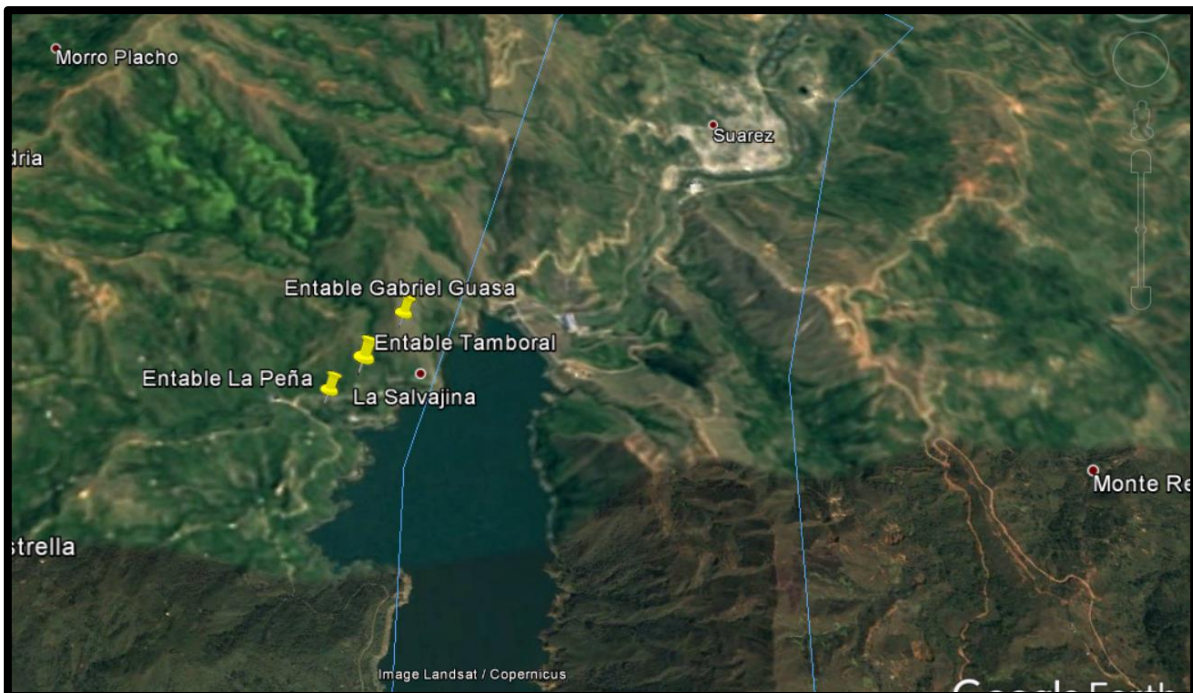 Morro Placho
dria
Suarez
Entable Gabriel Guasa
Entable Tamboral
Entable La Peña
La Salvajina
Monte Re
strella
Image Landsat / Copernicus
Google Earth